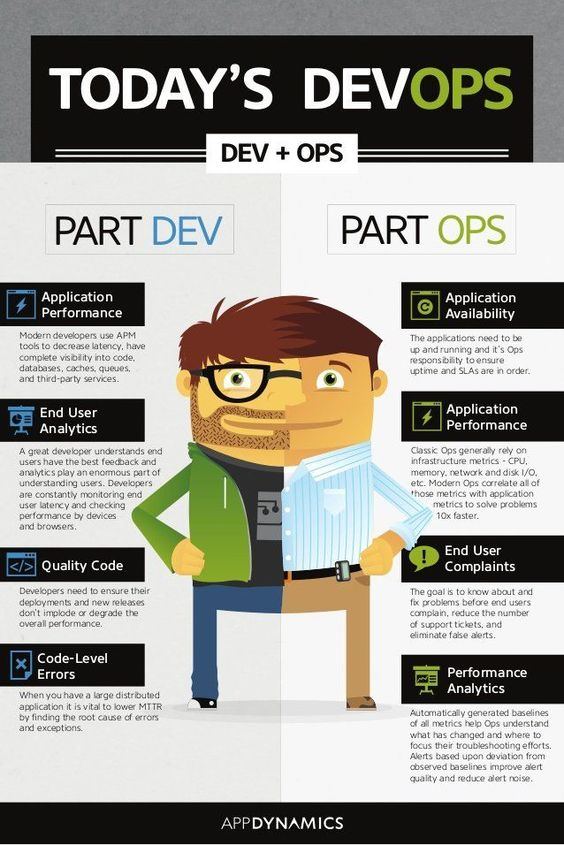 TODAY'S DEVOPS
DEV + OPS
PART DEV
Application
Performance
Modern developers use APM
tools to decrease latency, have
complete visibility into code,
databases, caches, queues,
and third-party services.
End User
Analytics
A great developer understands end
users have the best feedback and
analytics play an enormous part of
understanding users. Developers
are constantly monitoring end
user latency and checking
performance by devices
and browsers.
</> Quality Code
Developers need to ensure their
deployments and new releases
don't implode or degrade the
overall performance.
Code-Level
Errors
When you have a large distributed
application it is vital to lower MTTR
by finding the root cause of errors
and exceptions.
PART OPS
C
Application
Availability
The applications need to be
up and running and it's Ops
responsibility to ensure
uptime and SLAs are in order.
Application
Performance
Classic Ops generally rely on
infrastructure metrics - CPU,
memory, network and disk I/O,
etc. Modern Ops correlate all of
those metrics with application
metrics to solve problems
10x faster.
!
End User
Complaints
The goal is to know about and
fix problems before end users
complain, reduce the number
of support tickets, and
eliminate false alerts.
Performance
Analytics
Automatically generated baselines
of all metrics help Ops understand
what has changed and where to
focus their troubleshooting efforts.
Alerts based upon deviation from
observed baselines improve alert
quality and reduce alert noise.
APPDYNAMICS